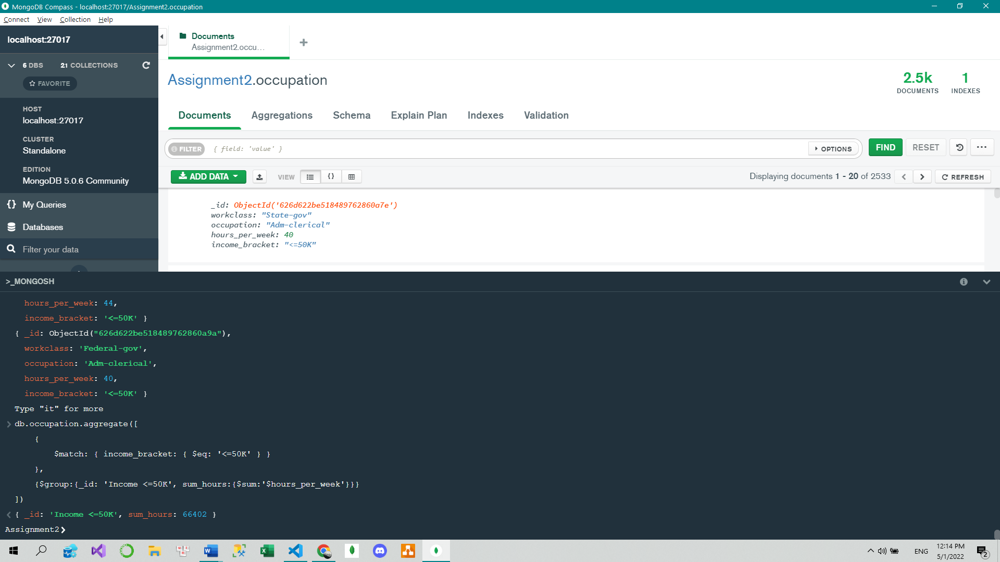 MongoDB Compass - localhost:27017/Assignment2.occupation
Connect View Collection Help
localhost:27017
6 DBS 21 COLLECTIONS
FAVORITE
HOST
localhost:27017
CLUSTER
Standalone
EDITION
MongoDB 5.0.6 Community
{} My Queries
Databases
Filter your data
Documents
Assignment2.occu...
+
Assignment2.occupation
2.5k
DOCUMENTS
1
INDEXES
Documents Aggregations Schema Explain Plan Indexes Validation
FILTER { field: 'value' } OPTIONS FIND RESET ...
ADD DATA VIEW {} Displaying documents 1 - 20 of 2533 < > REFRESH
_id: ObjectId('626d622be518489762860a7e')
workclass: "State-gov"
occupation: "Adm-clerical"
hours_per_week: 40
income_bracket: "<=50K"
>_MONGOSH
hours_per_week: 44,
income_bracket: '<=50K' }
{ _id: ObjectId("626d622be518489762860a9a"),
workclass: 'Federal-gov',
occupation: 'Adm-clerical',
hours_per_week: 40,
income_bracket: '<=50K' }
Type "it" for more
> db.occupation.aggregate([
{
$match: { income_bracket: { $eq: '<=50K' } }
},
{$group:{_id: 'Income <=50K', sum_hours:{$sum:'$hours_per_week'}}}
])
< { _id: 'Income <=50K', sum_hours: 66402 }
Assignment2>
ENG
12:14 PM
5/1/2022
2